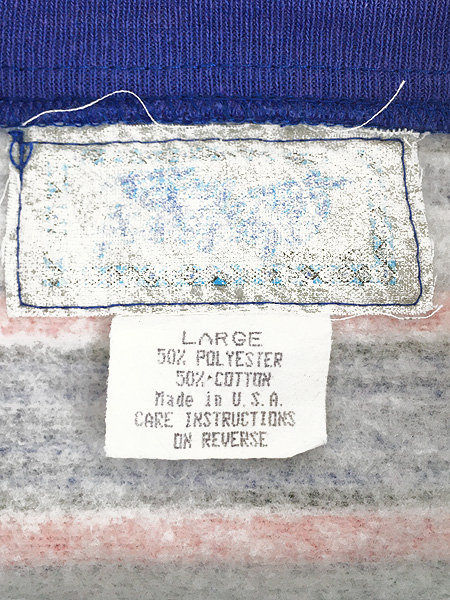 LARGE
50% POLYESTER
50%•COTTON
Made in U.S.A.
CARE INSTRUCTIONS
ON REVERSE